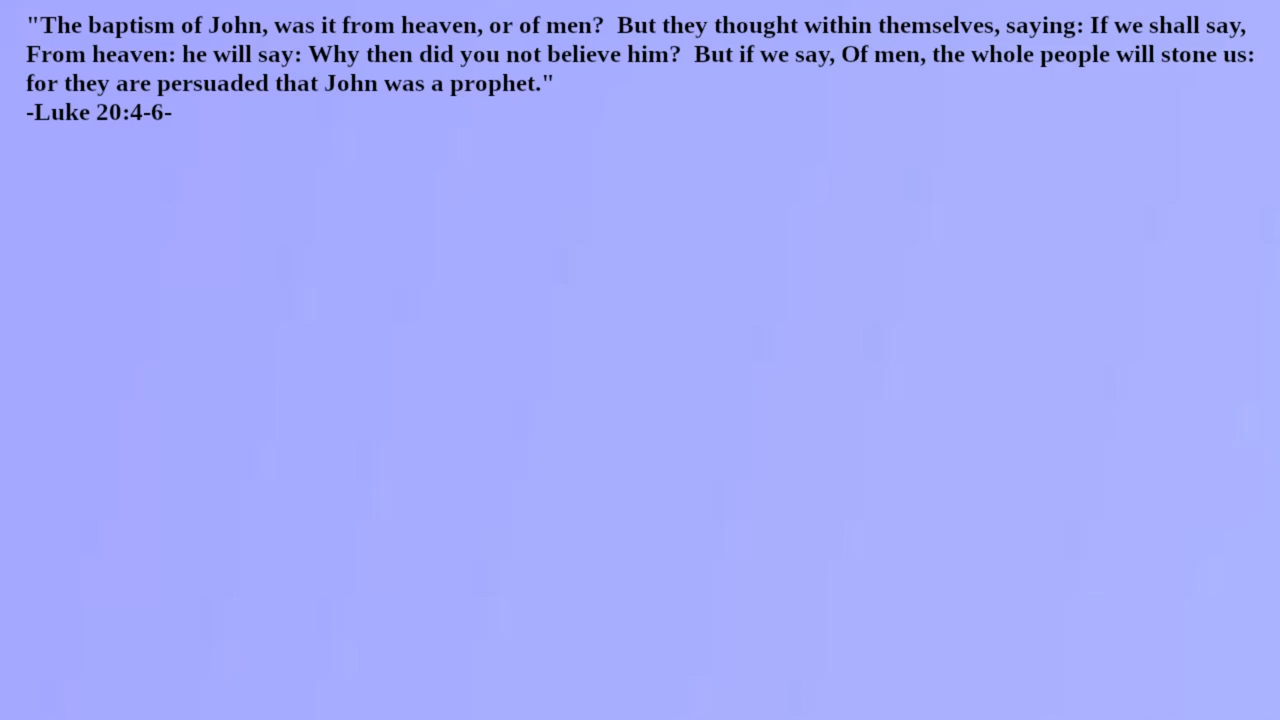 "The baptism of John, was it from heaven, or of men?  But they thought within themselves, saying: If we shall say,
From heaven: he will say: Why then did you not believe him?  But if we say, Of men, the whole people will stone us:
for they are persuaded that John was a prophet."
-Luke 20:4-6-